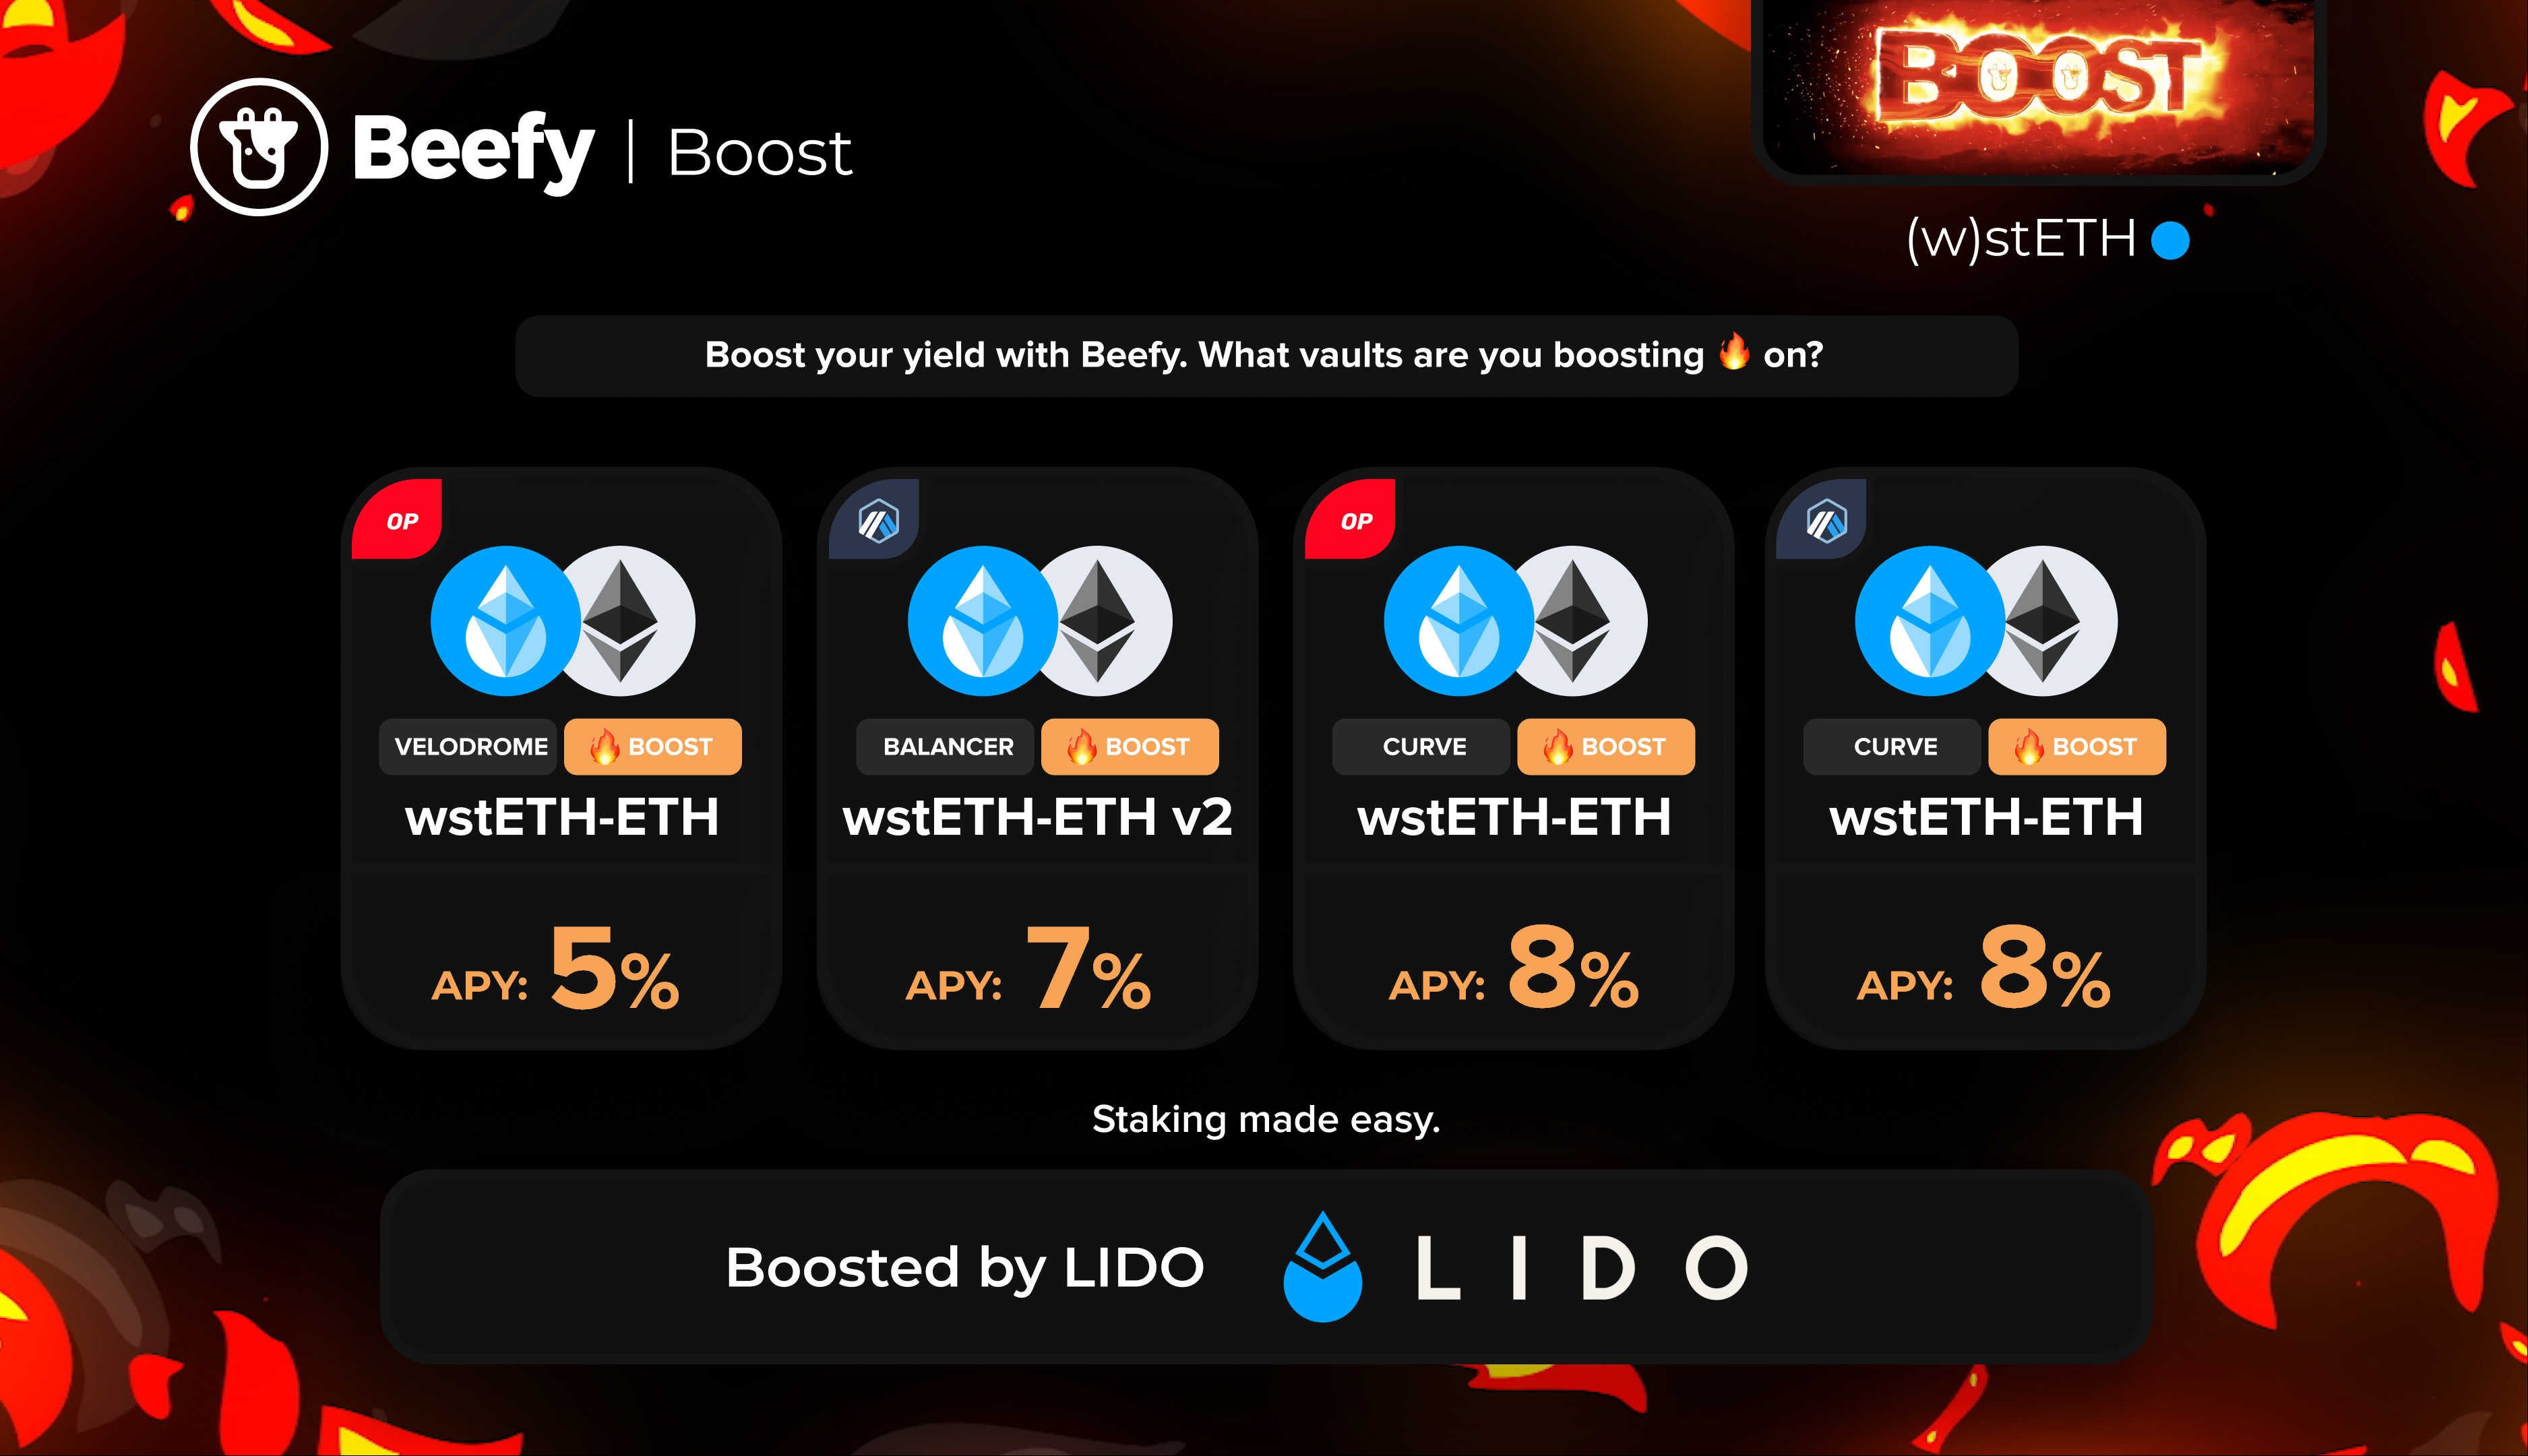 Beefy | Boost
BOOST
(w)stETH
Boost your yield with Beefy. What vaults are you boosting 🔥 on?
OP
VELODROME 🔥 BOOST
wstETH-ETH
APY: 5%
BALANCER 🔥 BOOST
wstETH-ETH v2
APY: 7%
OP
CURVE 🔥 BOOST
wstETH-ETH
APY: 8%
CURVE 🔥 BOOST
wstETH-ETH
APY: 8%
Staking made easy.
Boosted by LIDO
LIDO